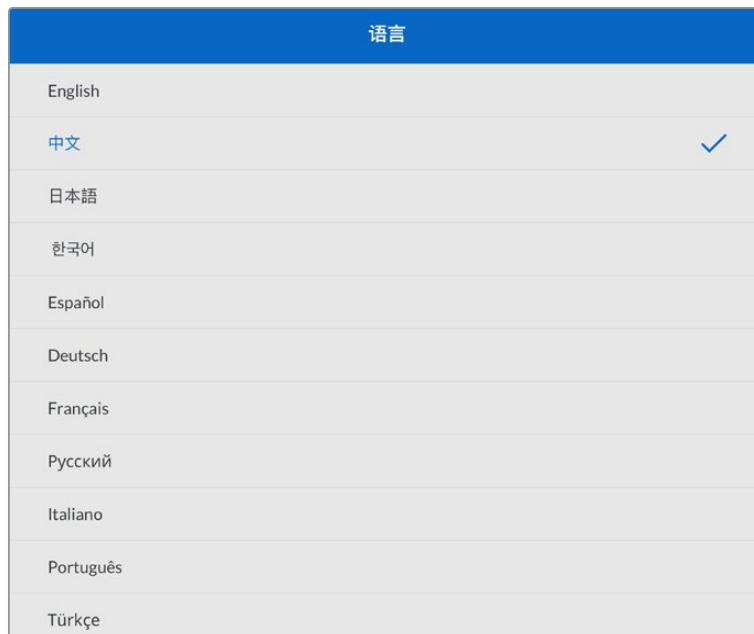 语言
English
中文
日本語
한국어
Español
Deutsch
Français
Русский
Italiano
Português
Türkçe